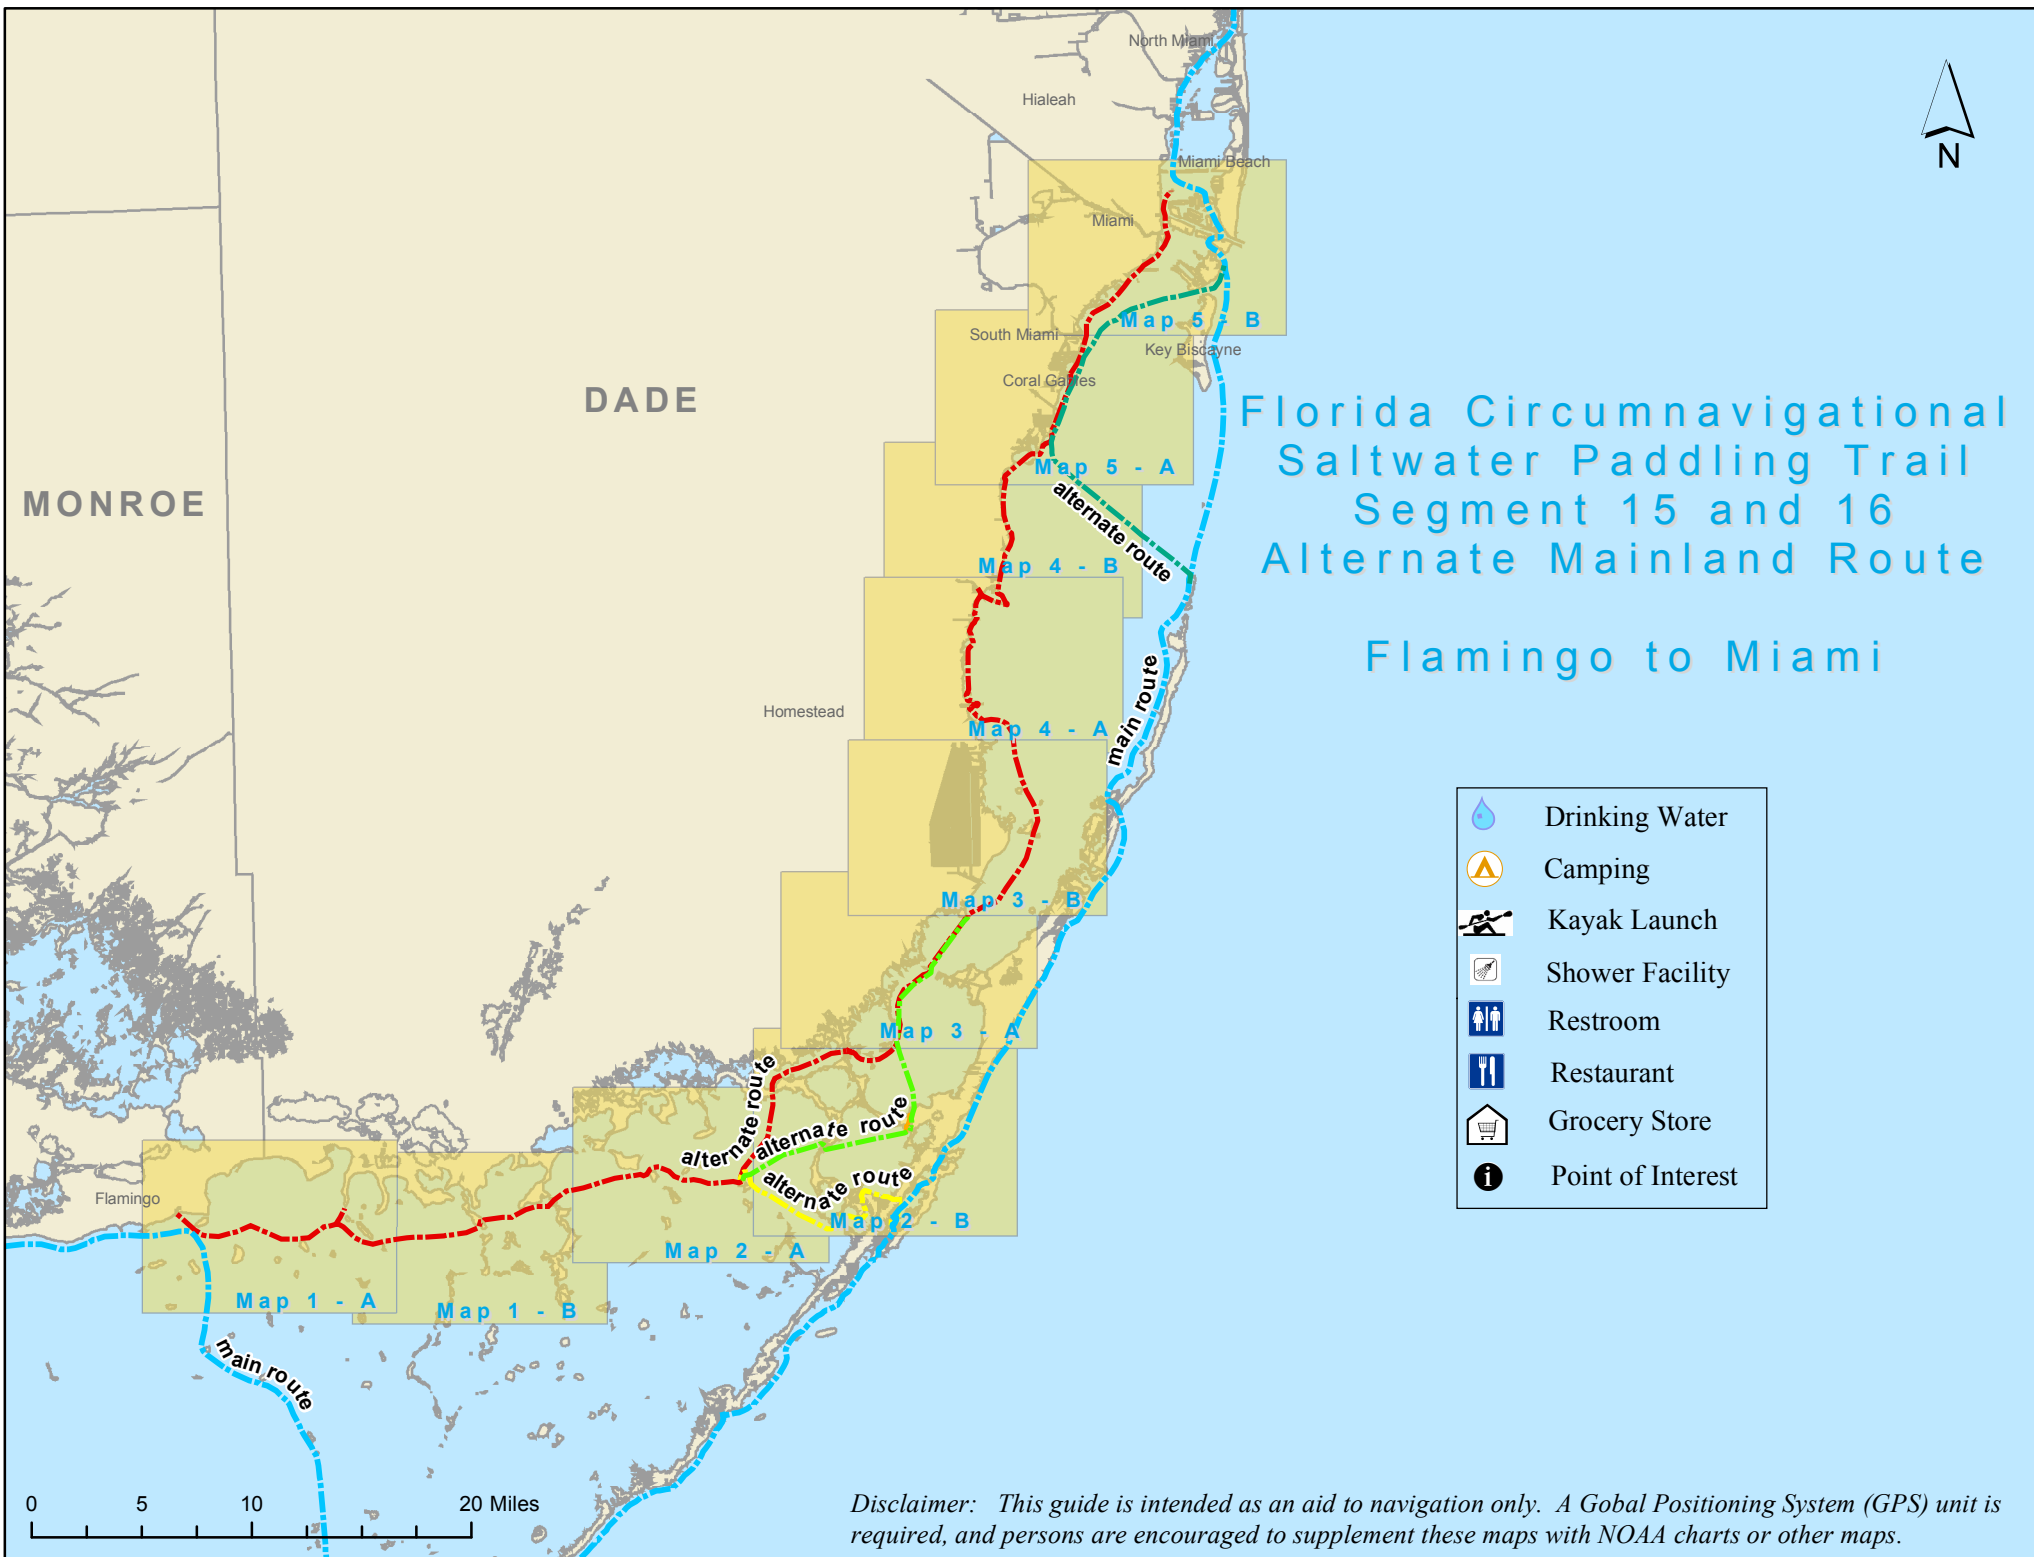 North Miami
Hialeah
N
Miami Beach
Miami
Map 5 - B
South Miami
Key Biscayne
Coral Gables
DADE
Florida Circumnavigational
Saltwater Paddling Trail
Segment 15 and 16
Alternate Mainland Route
Flamingo to Miami
MONROE
Map 5 - A
alternate route
Map 4 - B
main route
Homestead
Map 4 - A
Map 3 - B
Map 3 - A
alternate route
alternate route
alternate route
Map 2 - B
Map 2 - A
Flamingo
Map 1 - A
Map 1 - B
main route
Drinking Water
Camping
Kayak Launch
Shower Facility
Restroom
Restaurant
Grocery Store
i Point of Interest
0 5 10 20 Miles
Disclaimer: This guide is intended as an aid to navigation only. A Gobal Positioning System (GPS) unit is
required, and persons are encouraged to supplement these maps with NOAA charts or other maps.